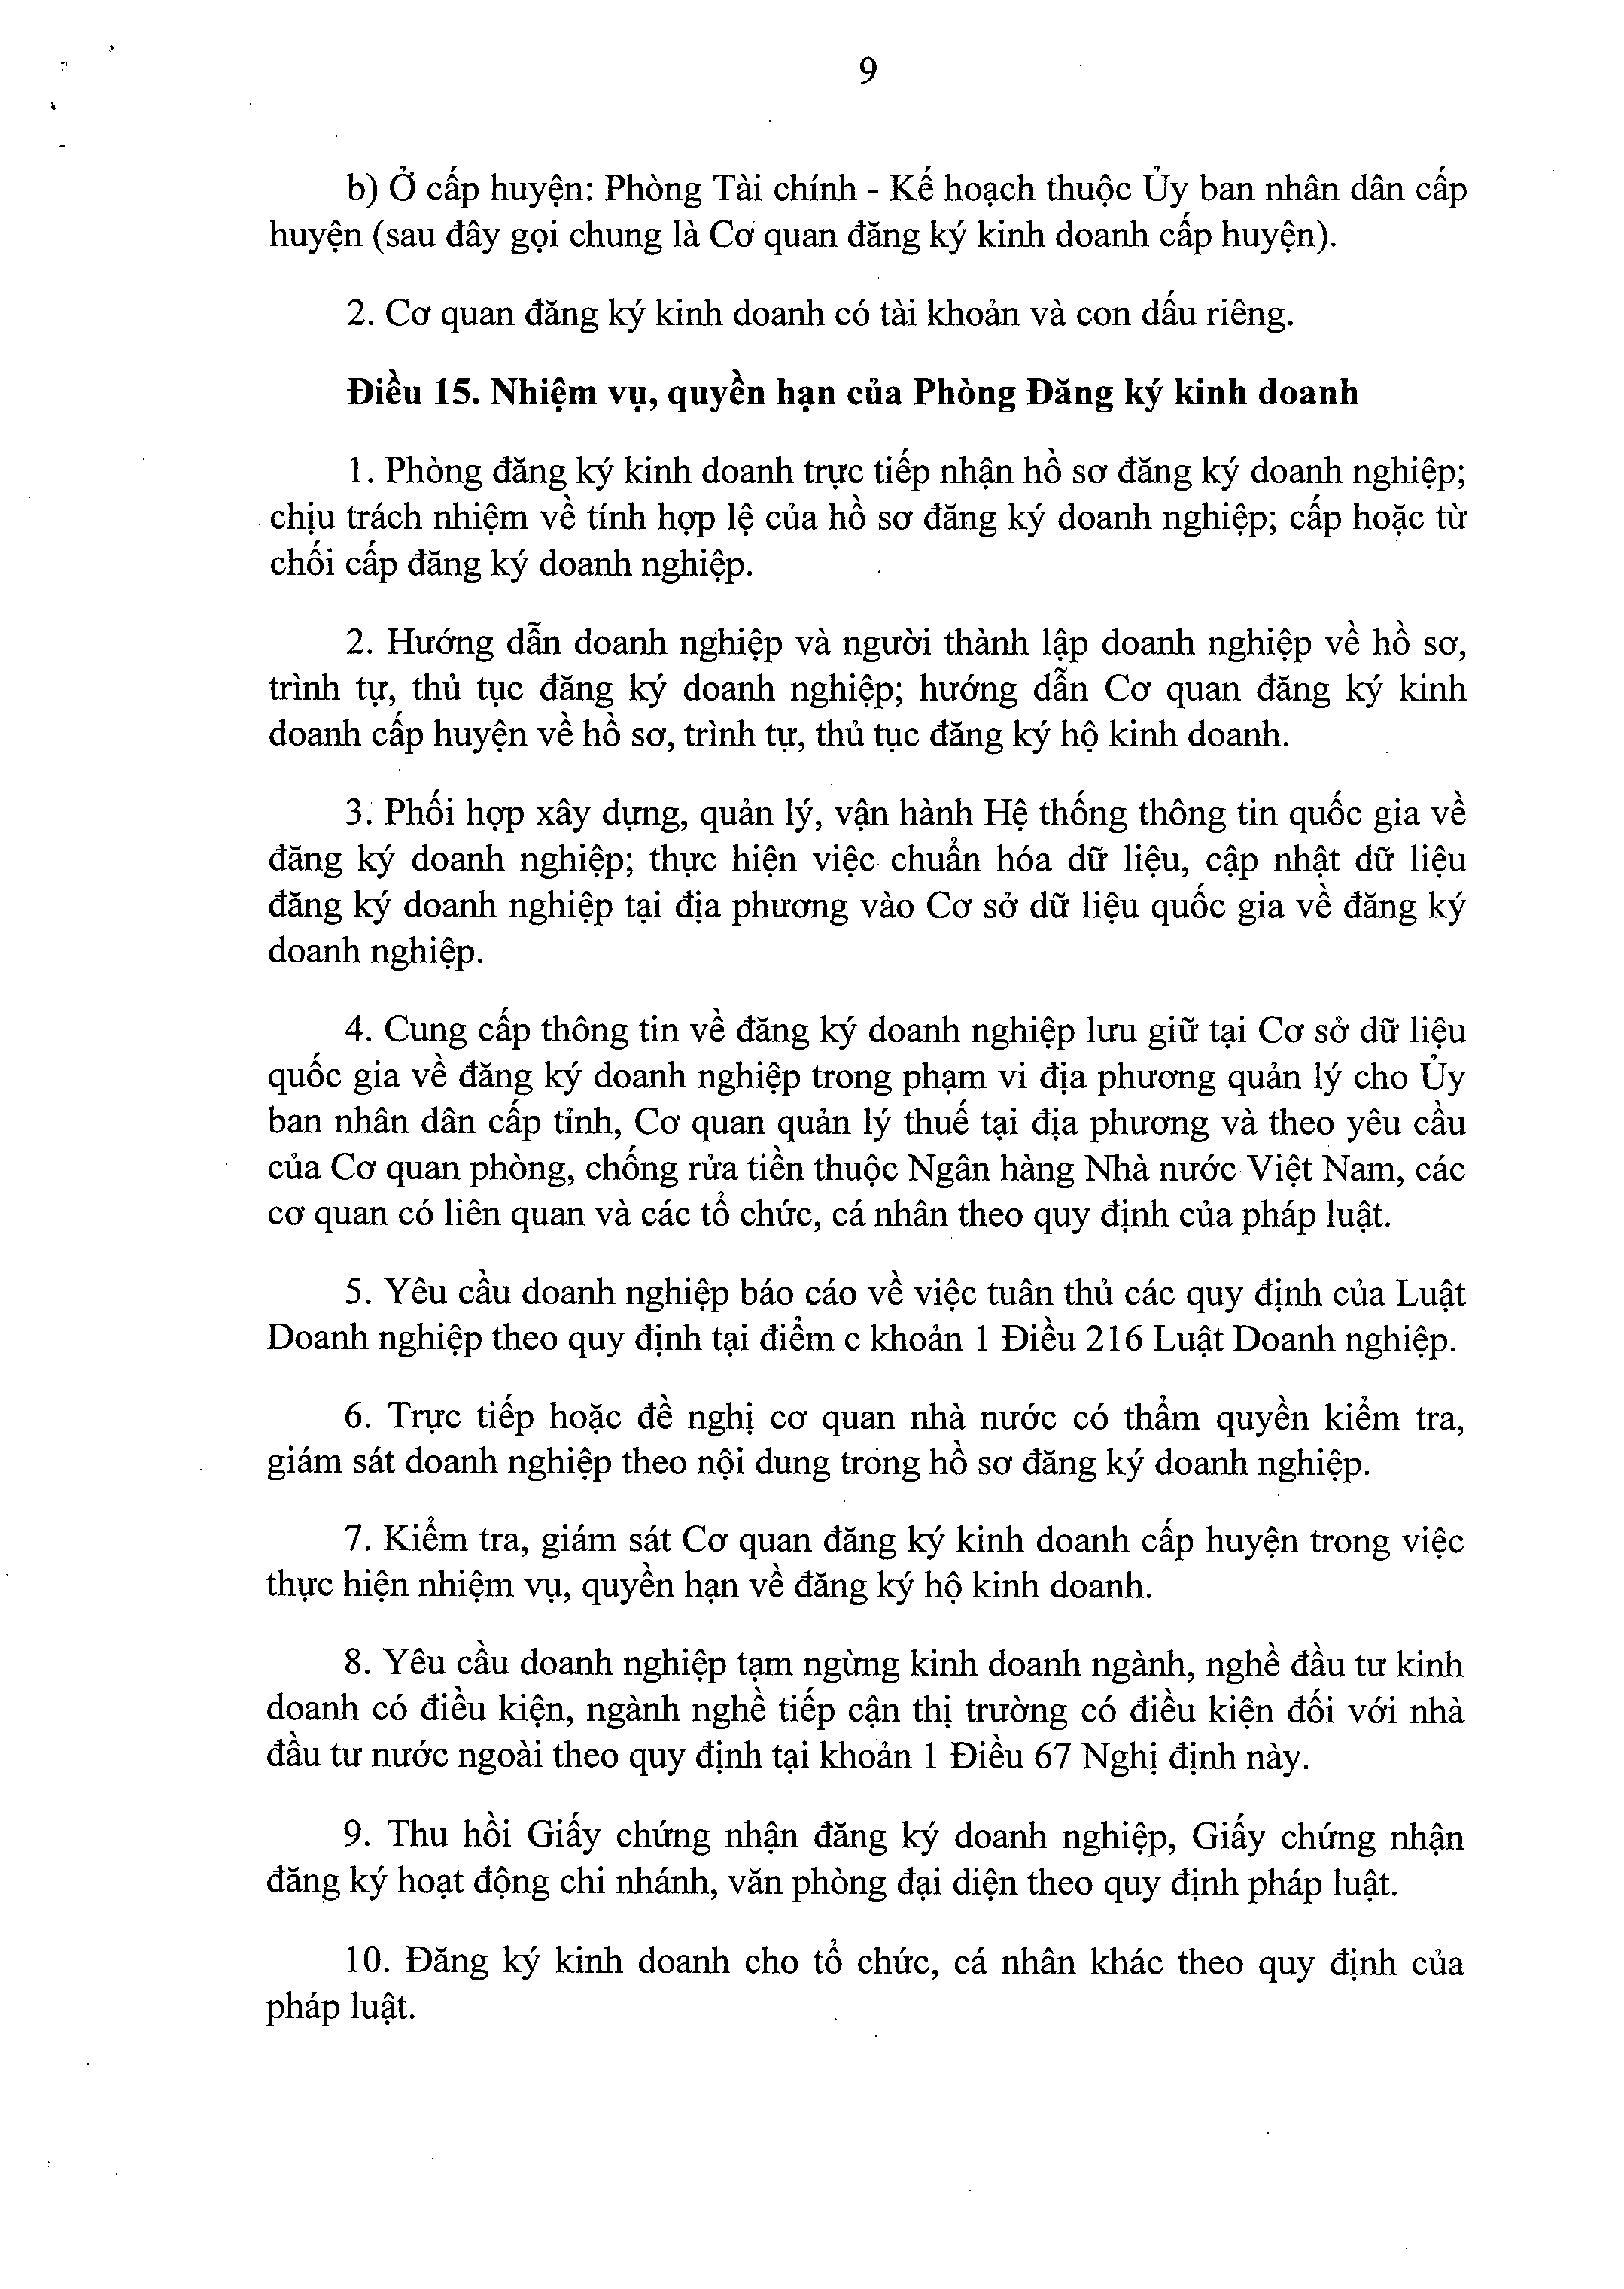 9
b) Ở cấp huyện: Phòng Tài chính - Kế hoạch thuộc Ủy ban nhân dân cấp
huyện (sau đây gọi chung là Cơ quan đăng ký kinh doanh cấp huyện).
2. Cơ quan đăng ký kinh doanh có tài khoản và con dấu riêng.
Điều 15. Nhiệm vụ, quyền hạn của Phòng Đăng ký kinh doanh
1. Phòng đăng ký kinh doanh trực tiếp nhận hồ sơ đăng ký doanh nghiệp;
chịu trách nhiệm về tính hợp lệ của hồ sơ đăng ký doanh nghiệp; cấp hoặc từ
chối cấp đăng ký doanh nghiệp.
2. Hướng dẫn doanh nghiệp và người thành lập doanh nghiệp về hồ sơ,
trình tự, thủ tục đăng ký doanh nghiệp; hướng dẫn Cơ quan đăng ký kinh
doanh cấp huyện về hồ sơ, trình tự, thủ tục đăng ký hộ kinh doanh.
3. Phối hợp xây dựng, quản lý, vận hành Hệ thống thông tin quốc gia về
đăng ký doanh nghiệp; thực hiện việc chuẩn hóa dữ liệu, cập nhật dữ liệu
đăng ký doanh nghiệp tại địa phương vào Cơ sở dữ liệu quốc gia về đăng ký
doanh nghiệp.
4. Cung cấp thông tin về đăng ký doanh nghiệp lưu giữ tại Cơ sở dữ liệu
quốc gia về đăng ký doanh nghiệp trong phạm vi địa phương quản lý cho Ủy
ban nhân dân cấp tỉnh, Cơ quan quản lý thuế tại địa phương và theo yêu cầu
của Cơ quan phòng, chống rửa tiền thuộc Ngân hàng Nhà nước Việt Nam, các
cơ quan có liên quan và các tổ chức, cá nhân theo quy định của pháp luật.
5. Yêu cầu doanh nghiệp báo cáo về việc tuân thủ các quy định của Luật
Doanh nghiệp theo quy định tại điểm c khoản 1 Điều 216 Luật Doanh nghiệp.
6. Trực tiếp hoặc đề nghị cơ quan nhà nước có thẩm quyền kiểm tra,
giám sát doanh nghiệp theo nội dung trong hồ sơ đăng ký doanh nghiệp.
7. Kiểm tra, giám sát Cơ quan đăng ký kinh doanh cấp huyện trong việc
thực hiện nhiệm vụ, quyền hạn về đăng ký hộ kinh doanh.
8. Yêu cầu doanh nghiệp tạm ngừng kinh doanh ngành, nghề đầu tư kinh
doanh có điều kiện, ngành nghề tiếp cận thị trường có điều kiện đối với nhà
đầu tư nước ngoài theo quy định tại khoản 1 Điều 67 Nghị định này.
9. Thu hồi Giấy chứng nhận đăng ký doanh nghiệp, Giấy chứng nhận
đăng ký hoạt động chi nhánh, văn phòng đại diện theo quy định pháp luật.
10. Đăng ký kinh doanh cho tổ chức, cá nhân khác theo quy định của
pháp luật.